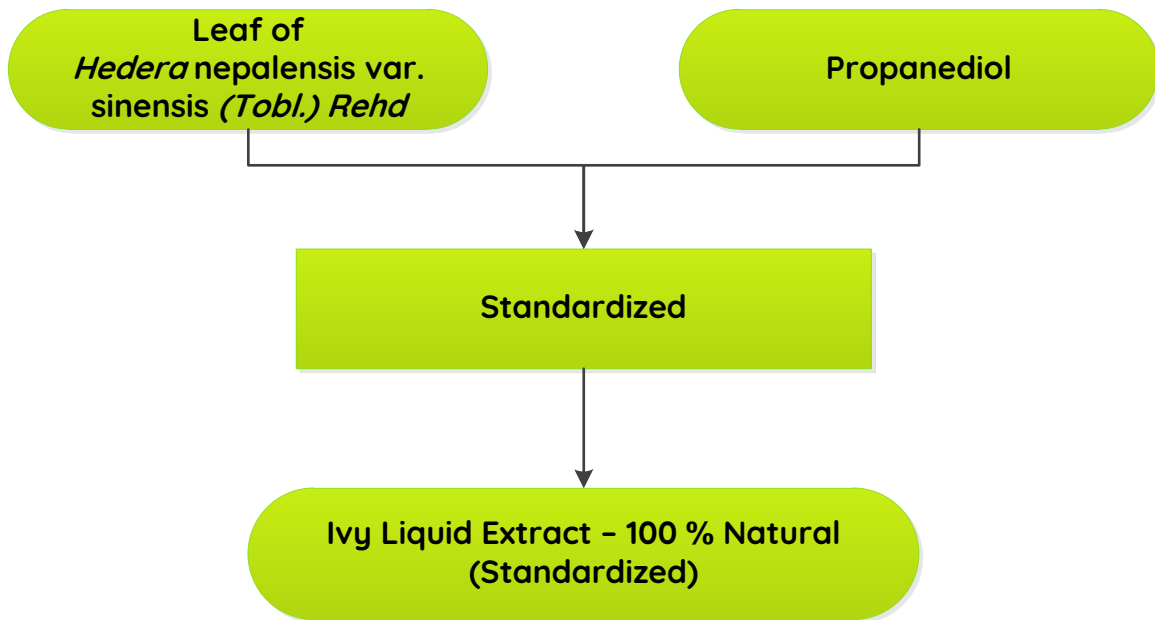 Leaf of
Hedera nepalensis var.
sinensis (Tobl.) Rehd
Propanediol
Standardized
Ivy Liquid Extract – 100 % Natural
(Standardized)